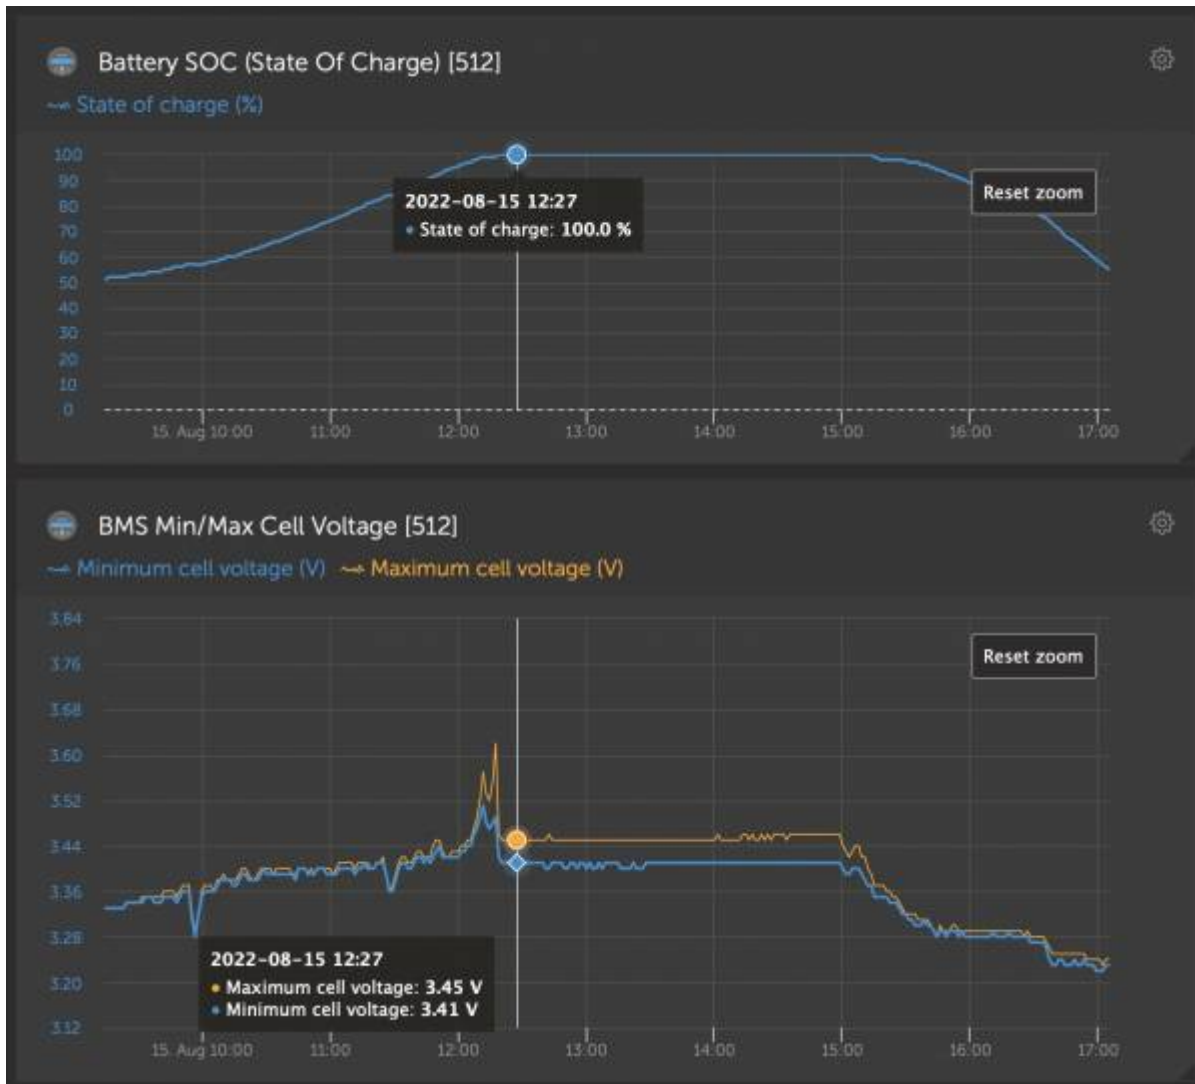 Battery SOC (State Of Charge) [512]
State of charge (%)
100
90
80
70
60
50
40
30
20
10
0
Reset zoom
2022-08-15 12:27
• State of charge: 100.0 %
15. Aug 10:00 11:00 12:00 13:00 14:00 15:00 16:00 17:00
BMS Min/Max Cell Voltage [512]
Minimum cell voltage (V) Maximum cell voltage (V)
3.84
3.76
3.68
3.60
3.52
3.44
3.36
3.28
3.20
3.12
Reset zoom
2022-08-15 12:27
• Maximum cell voltage: 3.45 V
• Minimum cell voltage: 3.41 V
15. Aug 10:00 11:00 12:00 13:00 14:00 15:00 16:00 17:00